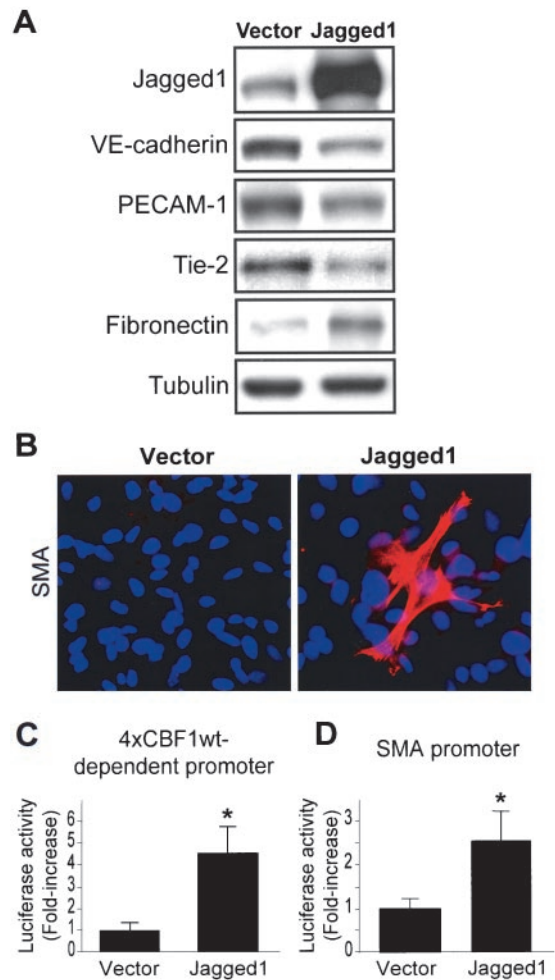 A
Vector Jagged1
Jagged1
VE-cadherin
PECAM-1
Tie-2
Fibronectin
Tubulin
B
Vector
Jagged1
SMA
C
4xCBF1wt-
dependent promoter
Luciferase activity
(Fold-increase)
6
5
4
3
2
1
0
*
Vector
Jagged1
D
SMA promoter
Luciferase activity
(Fold-increase)
3
2
1
0
*
Vector
Jagged1